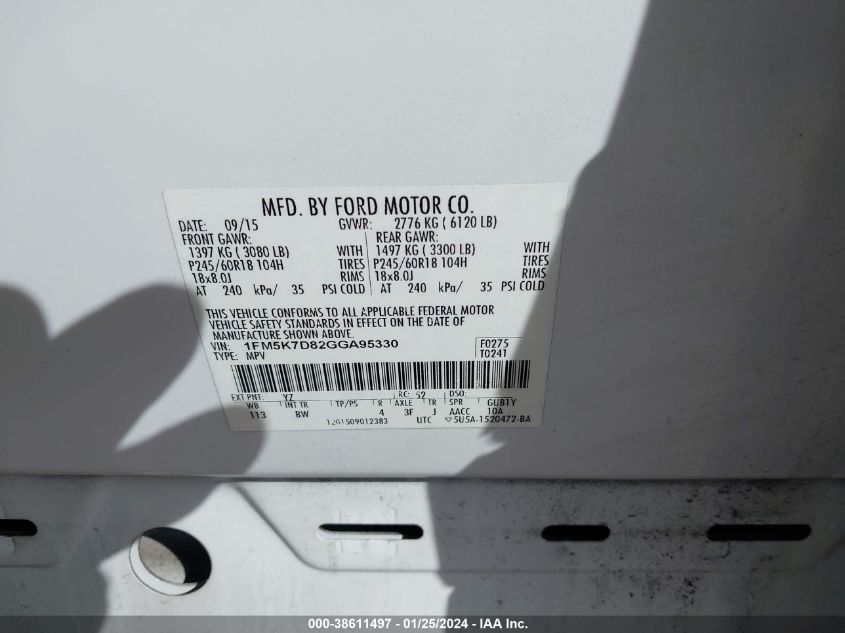 MFD. BY FORD MOTOR CO.
DATE: 09/15 GVWR: 2776 KG ( 6120 LB)
FRONT GAWR: REAR GAWR:
1397 KG ( 3080 LB) WITH 1497 KG ( 3300 LB) WITH
P245/60R18 104H TIRES P245/60R18 104H TIRES
18x8.0J RIMS 18x8.0J RIMS
AT 240 kPa/ 35 PSI COLD AT 240 kPa/ 35 PSI COLD
THIS VEHICLE CONFORMS TO ALL APPLICABLE FEDERAL MOTOR
VEHICLE SAFETY STANDARDS IN EFFECT ON THE DATE OF
MANUFACTURE SHOWN ABOVE.
VIN: 1FM5K7D82GGA95330 F0275
TYPE: MPV T0241
EXT PNT: YZ RC: 52 DSO:
WB INT TR TP/PS R AXLE TR SPR GUBTY
113 BW 4 3F J AACC 10A
1201509012383 UTC 5U5A-1520472-BA
000-38611497 - 01/25/2024 - IAA Inc.